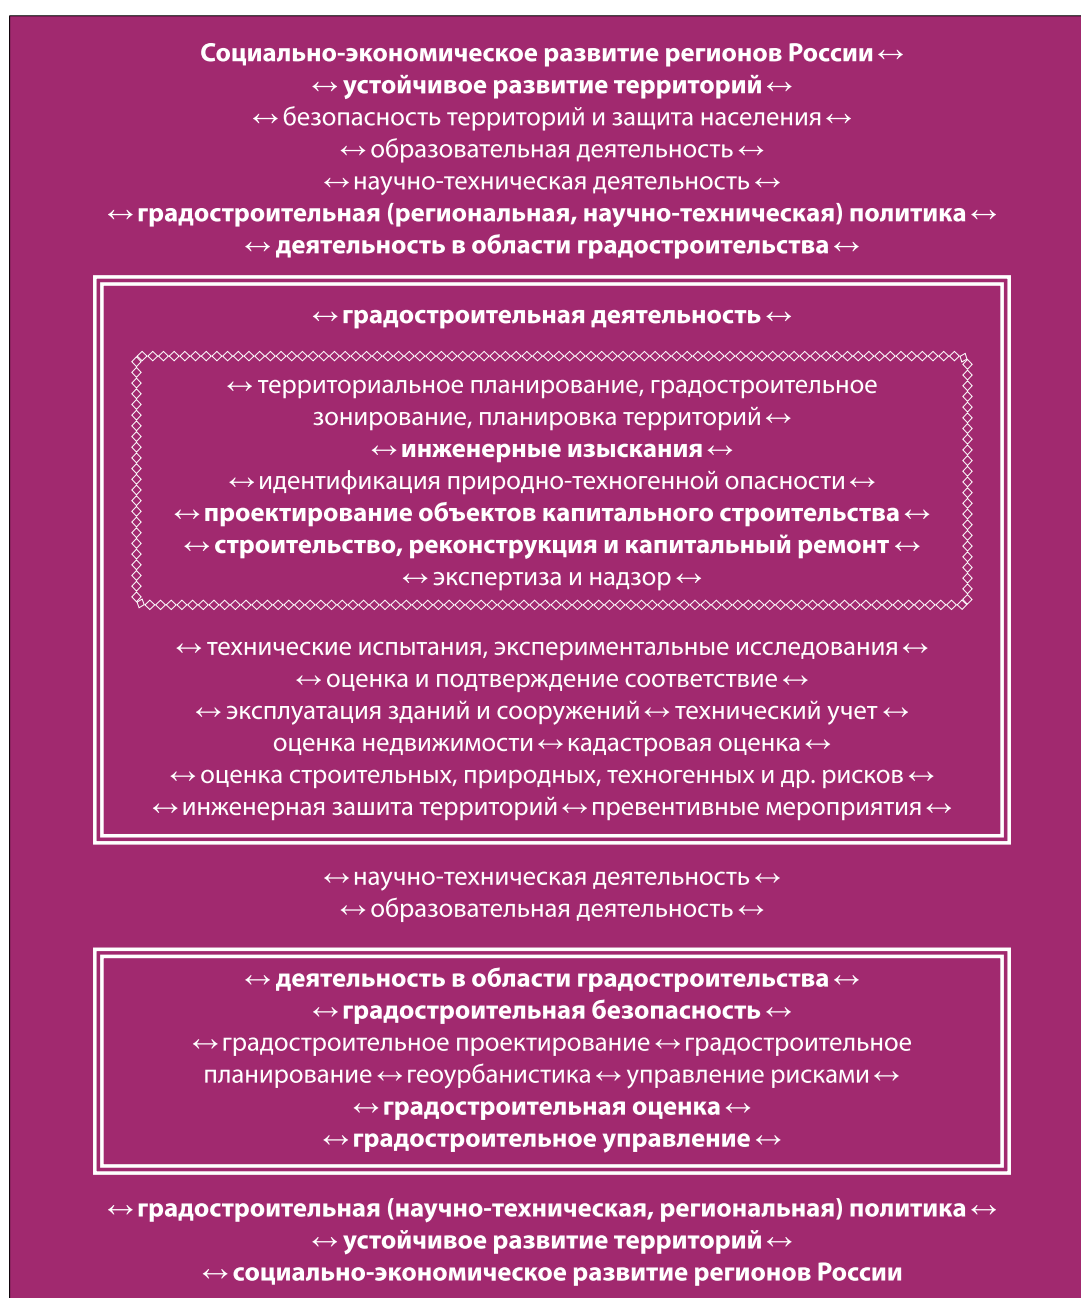 Социально-экономическое развитие регионов России ↔
↔ устойчивое развитие территорий ↔
↔ безопасность территорий и защита населения ↔
↔ образовательная деятельность ↔
↔ научно-техническая деятельность ↔
↔ градостроительная (региональная, научно-техническая) политика ↔
↔ деятельность в области градостроительства ↔
↔ градостроительная деятельность ↔
↔ территориальное планирование, градостроительное
зонирование, планировка территорий ↔
↔ инженерные изыскания ↔
↔ идентификация природно-техногенной опасности ↔
↔ проектирование объектов капитального строительства ↔
↔ строительство, реконструкция и капитальный ремонт ↔
↔ экспертиза и надзор ↔
↔ технические испытания, экспериментальные исследования ↔
↔ оценка и подтверждение соответствие ↔
↔ эксплуатация зданий и сооружений ↔ технический учет ↔
оценка недвижимости ↔ кадастровая оценка ↔
↔ оценка строительных, природных, техногенных и др. рисков ↔
↔ инженерная зашита территорий ↔ превентивные мероприятия ↔
↔ научно-техническая деятельность ↔
↔ образовательная деятельность ↔
↔ деятельность в области градостроительства ↔
↔ градостроительная безопасность ↔
↔ градостроительное проектирование ↔ градостроительное
планирование ↔ геоурбанистика ↔ управление рисками ↔
↔ градостроительная оценка ↔
↔ градостроительное управление ↔
↔ градостроительная (научно-техническая, региональная) политика ↔
↔ устойчивое развитие территорий ↔
↔ социально-экономическое развитие регионов России